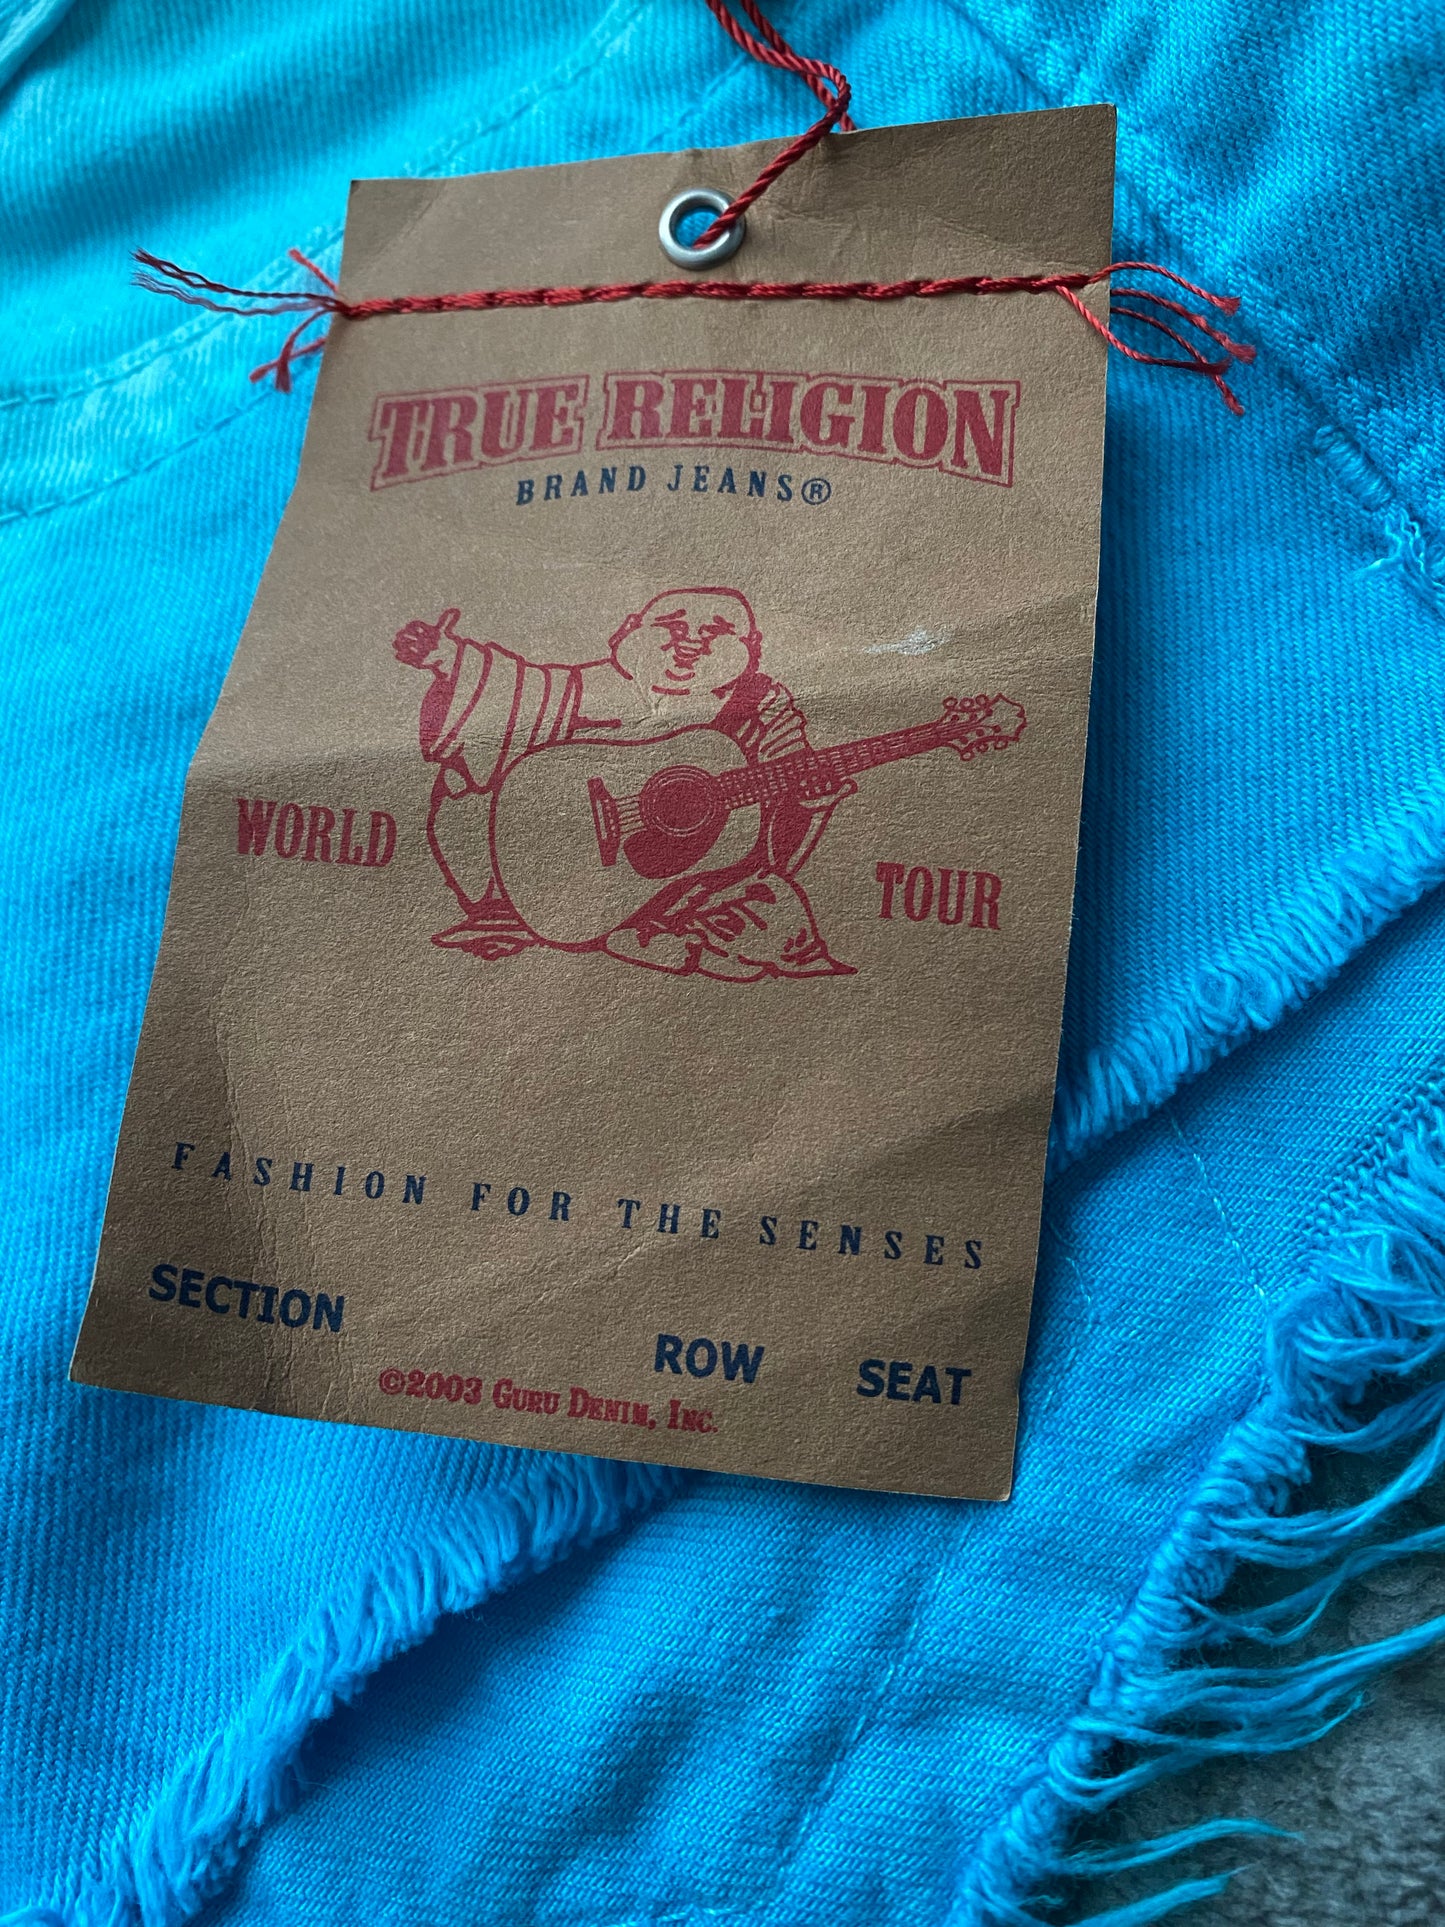 TRUE RELIGION
BRAND JEANS®
WORLD TOUR
FASHION FOR THE SENSES
SECTION ROW SEAT
©2003 GURU DENIM, INC.